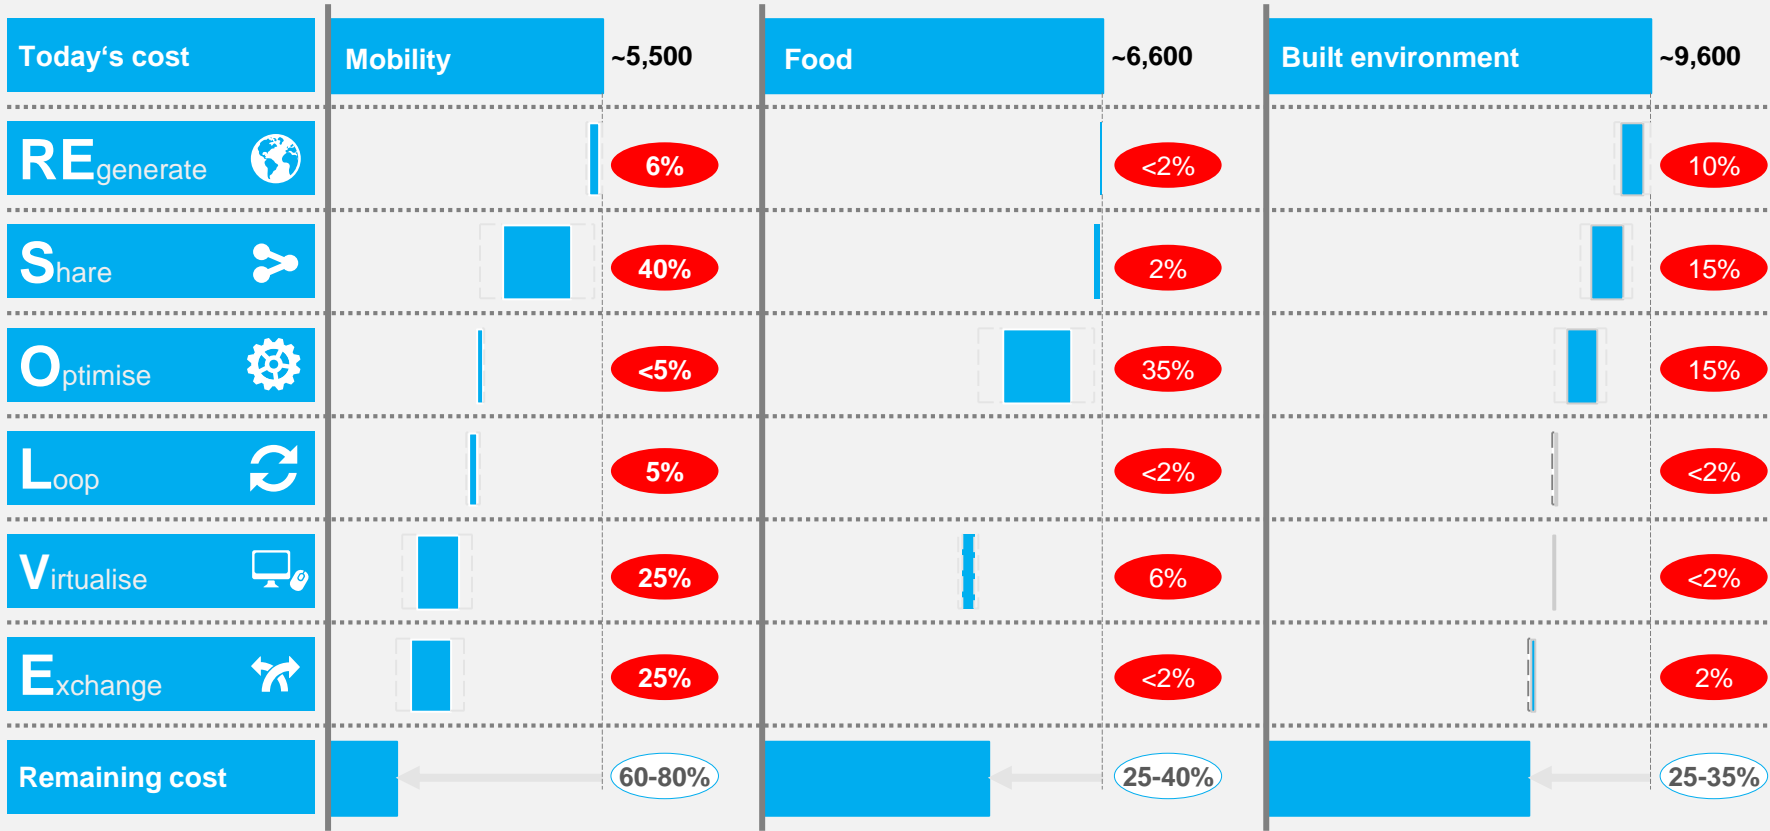 Today‘s cost Mobility ~5,500 Food ~6,600 Built environment ~9,600
REgenerate 6% <2% 10%
Share 40% 2% 15%
Optimise <5% 35% 15%
Loop 5% <2% <2%
Virtualise 25% 6% <2%
Exchange 25% <2% 2%
Remaining cost 60-80% 25-40% 25-35%